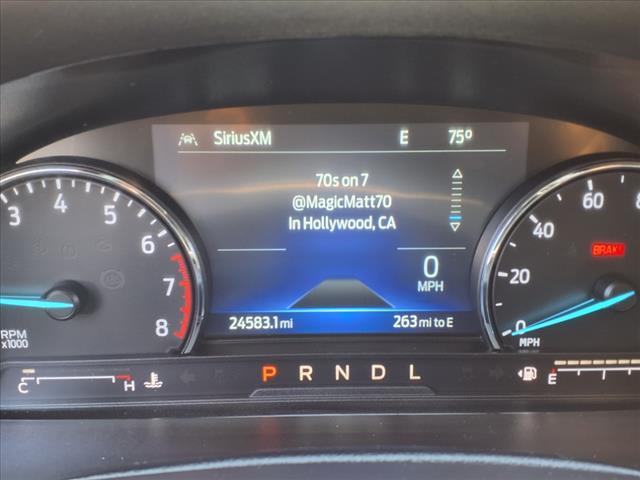 SiriusXM E 75º
70s on 7
@MagicMatt70
In Hollywood, CA
0
MPH
24583.1 mi 263 mi to E
3 4 5 6 7 8
RPM
x1000
0 20 40 60
MPH
BRAKE
P R N D L
C H
E